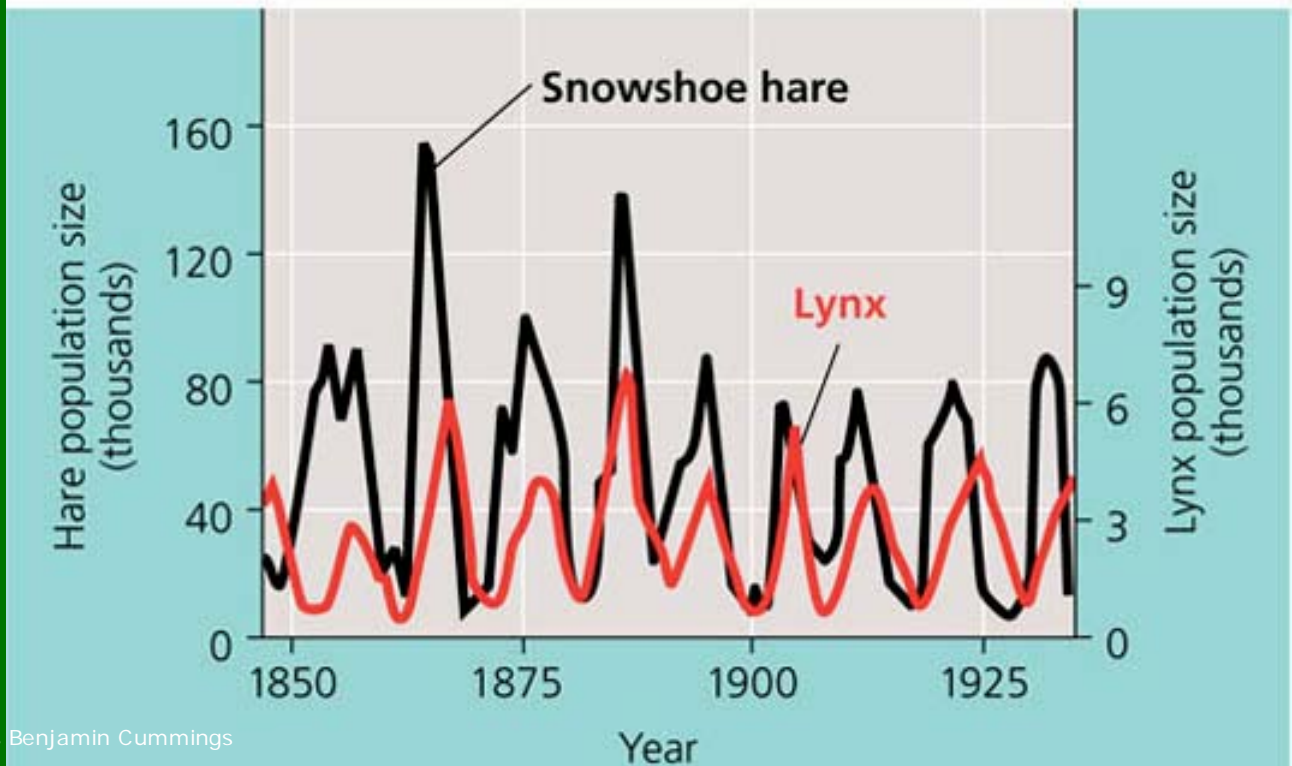 Snowshoe hare
Lynx
Hare population size
(thousands)
160
120
80
40
0
9
6
3
0
Lynx population size
(thousands)
1850 1875 1900 1925
Year
Benjamin Cummings